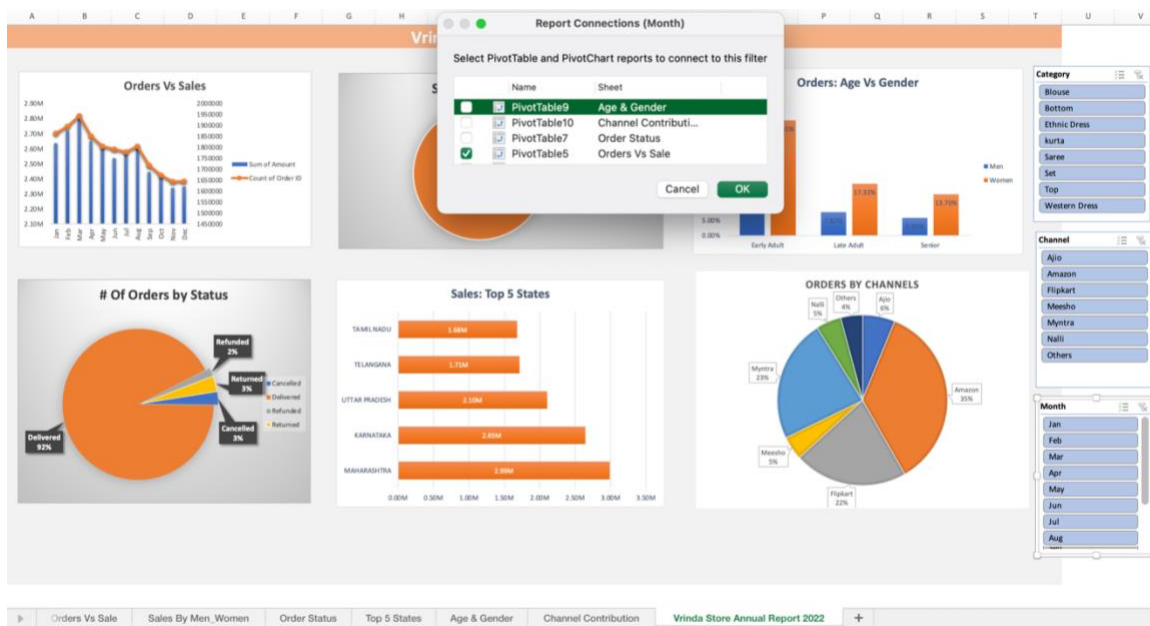 A B C D E F G H P Q R S T U V
Report Connections (Month)
Select PivotTable and PivotChart reports to connect to this filter
Name Sheet
PivotTable9 Age & Gender
PivotTable10 Channel Contributi...
PivotTable7 Order Status
PivotTable5 Orders Vs Sale
Cancel OK
Vrin
Orders Vs Sales
2.80M
2.70M
2.60M
2.50M
2.40M
2.30M
2.20M
2.10M
2000000
1950000
1900000
1850000
1800000
1750000
1700000
1650000
1600000
1550000
1500000
1450000
Jan Feb Mar Apr May Jun Jul Aug Sep Oct Nov Dec
Sum of Amount
Count of Order ID
S
Orders: Age Vs Gender
5.00%
0.00%
17.33%
13.70%
Early Adult Late Adult Senior
Men
Women
Category
Blouse
Bottom
Ethnic Dress
kurta
Saree
Set
Top
Western Dress
Channel
Ajio
Amazon
Flipkart
Meesho
Myntra
Nalli
Others
Month
Jan
Feb
Mar
Apr
May
Jun
Jul
Aug
# Of Orders by Status
Refunded
2%
Returned
3%
Cancelled
3%
Delivered
92%
Cancelled
Delivered
Refunded
Returned
Sales: Top 5 States
TAMIL NADU 1.68M
TELANGANA 1.71M
UTTAR PRADESH 2.10M
KARNATAKA 2.65M
MAHARASHTRA 2.99M
0.00M 0.50M 1.00M 1.50M 2.00M 2.50M 3.00M 3.50M
ORDERS BY CHANNELS
Nalli
5%
Others
4%
Ajio
6%
Myntra
23%
Amazon
35%
Meesho
5%
Flipkart
22%
Orders Vs Sale Sales By Men_Women Order Status Top 5 States Age & Gender Channel Contribution Vrinda Store Annual Report 2022 +